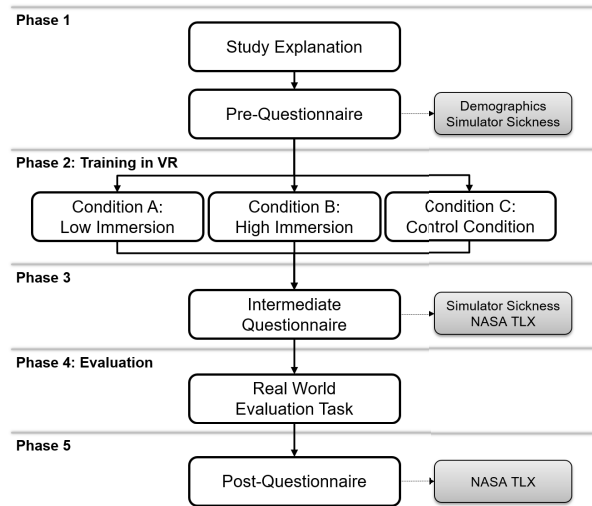 Phase 1
Study Explanation
Pre-Questionnaire
Demographics
Simulator Sickness
Phase 2: Training in VR
Condition A:
Low Immersion
Condition B:
High Immersion
Condition C:
Control Condition
Phase 3
Intermediate
Questionnaire
Simulator Sickness
NASA TLX
Phase 4: Evaluation
Real World
Evaluation Task
Phase 5
Post-Questionnaire
NASA TLX